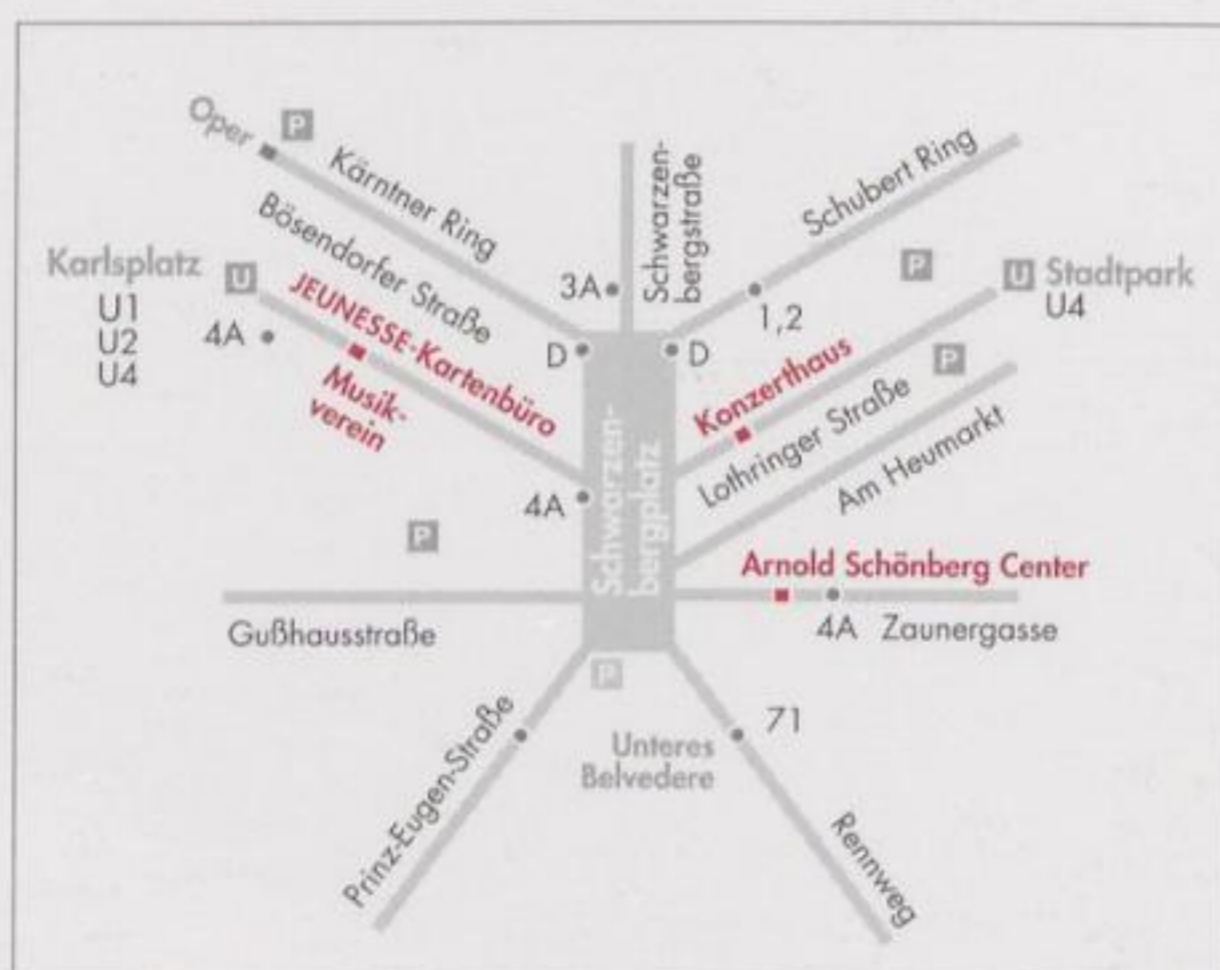 Oper
P
Kärntner Ring
Bösendorfer Straße
Karlsplatz
U
U1
U2
U4
4A
JEUNESSE-Kartenbüro
Musik-
verein
3A
Schwarzen-
bergstraße
Schubert Ring
1,2
P
U
Stadtpark
U4
D
D
Konzerthaus
P
Lothringer Straße
Am Heumarkt
Schwarzen-
bergplatz
4A
P
Arnold Schönberg Center
4A
Zaunergasse
Gußhausstraße
P
Prinz-Eugen-Straße
Unteres
Belvedere
71
Rennweg